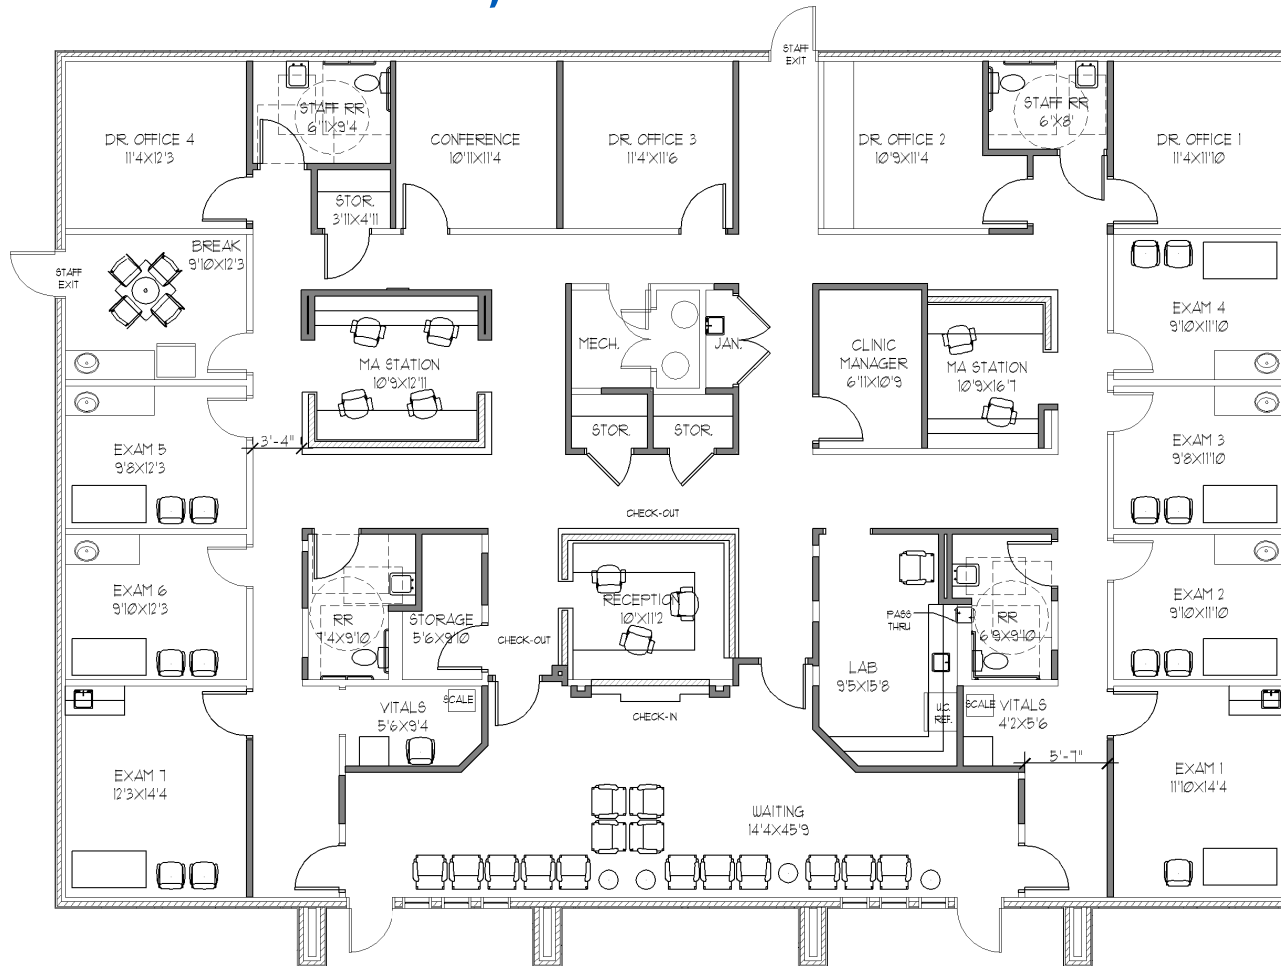 STAFF
EXIT
DR. OFFICE 4
11'4X12'3
STAFF RR
6'1X9'4
CONFERENCE
10'11X11'4
DR. OFFICE 3
11'4"X11'6
DR. OFFICE 2
10'9X11'4
STAFF RR
6'X8'
DR. OFFICE 1
11'4X11'10
STOR.
3'11X4'11
BREAK
9'10X12'3
STAFF
EXIT
EXAM 4
9'10X11'10
MECH.
JAN.
CLINIC
MANAGER
6'11X10'9
MA STATION
10'9X12'11
MA STATION
10'9X16'7
STOR.
STOR.
EXAM 5
9'8X12'3
3'-4"
EXAM 3
9'8X11'10
CHECK-OUT
EXAM 6
9'10X12'3
RR
7'4X9'10
STORAGE
5'6X9'10
CHECK-OUT
RECEPTION
10'X11'2
PASS
THRU
RR
6'9X9'10
EXAM 2
9'10X11'10
LAB
9'5X15'8
VITALS
5'6X9'4
SCALE
CHECK-IN
U.C.
REF.
SCALE
VITALS
4'2X5'6
5'-7"
EXAM 7
12'3X14'4
EXAM 1
11'10X14'4
WAITING
14'4X45'9